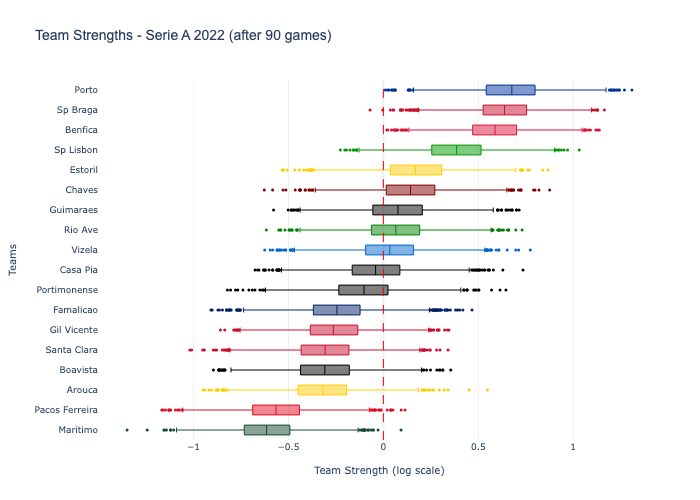 Team Strengths - Serie A 2022 (after 90 games)
Porto
Sp Braga
Benfica
Sp Lisbon
Estoril
Chaves
Guimaraes
Rio Ave
Vizela
Casa Pia
Portimonense
Famalicao
Gil Vicente
Santa Clara
Boavista
Arouca
Pacos Ferreira
Maritimo
Teams
−1
−0.5
0
0.5
1
Team Strength (log scale)